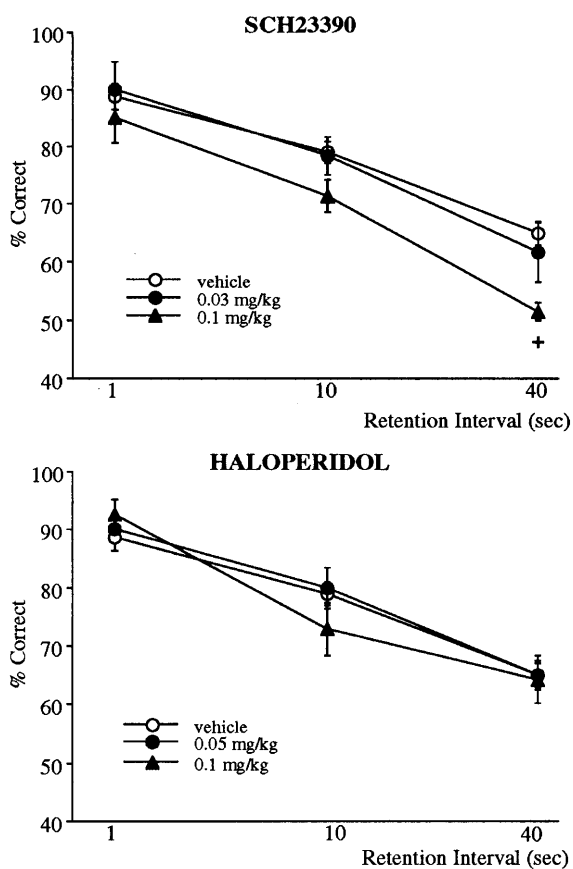 SCH23390
100
90
80
70
60
50
40
% Correct
vehicle
0.03 mg/kg
0.1 mg/kg
+
1
10
40
Retention Interval (sec)
HALOPERIDOL
100
90
80
70
60
50
40
% Correct
vehicle
0.05 mg/kg
0.1 mg/kg
1
10
40
Retention Interval (sec)